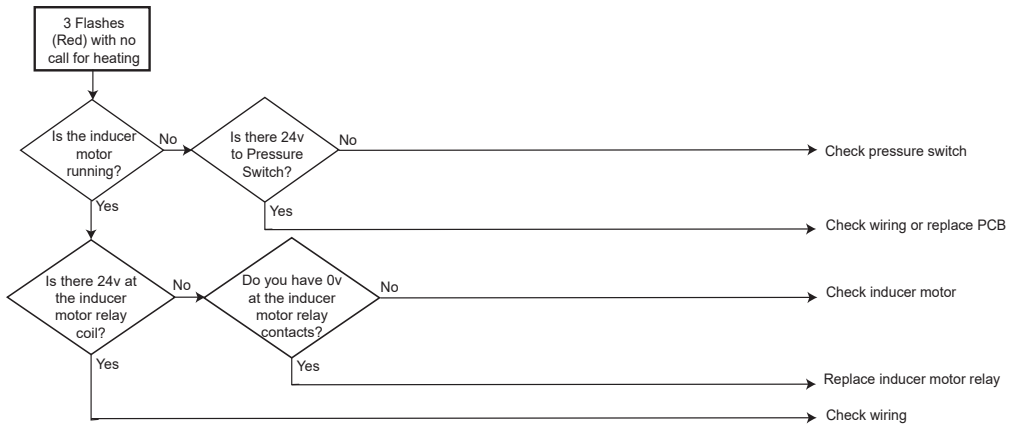 3 Flashes
(Red) with no
call for heating
Is the inducer
motor
running?
No
Is there 24v
to Pressure
Switch?
No
Check pressure switch
Yes
Yes
Check wiring or replace PCB
Is there 24v at
the inducer
motor relay
coil?
No
Do you have 0v
at the inducer
motor relay
contacts?
No
Check inducer motor
Yes
Yes
Replace inducer motor relay
Check wiring